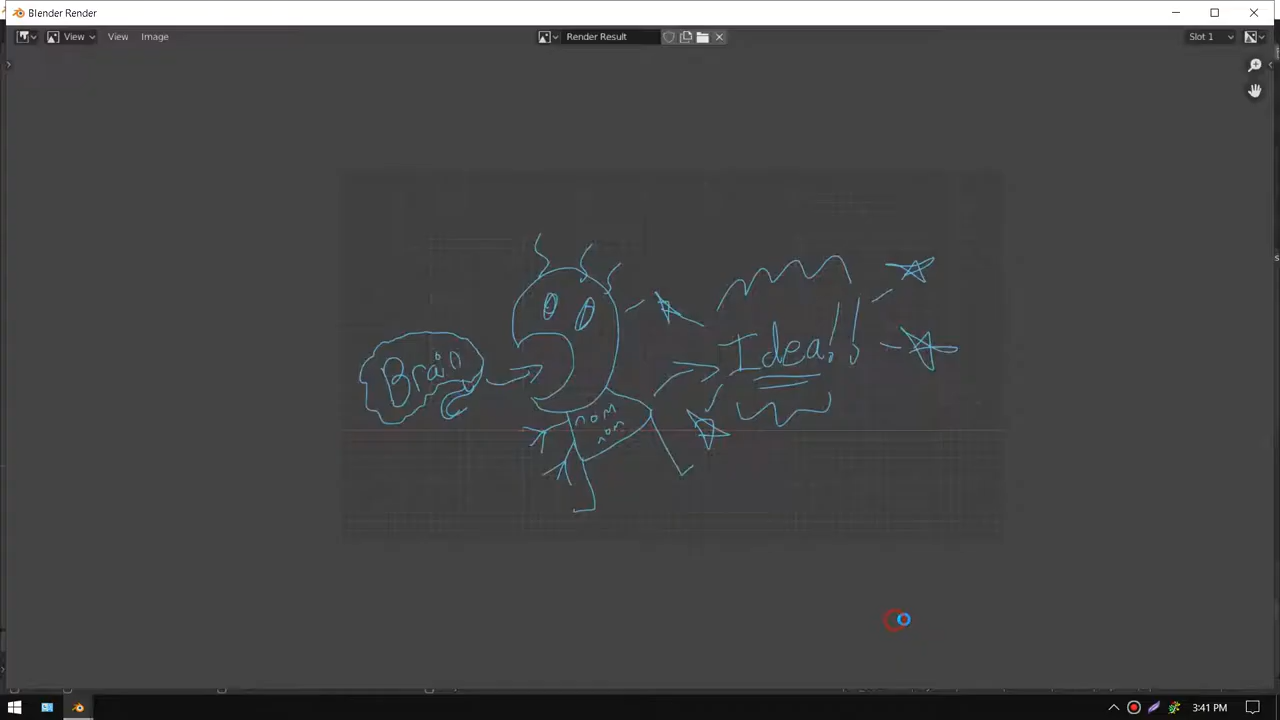 Blender Render
View View Image Render Result Slot 1
Brain
nom
nom
Idea!!
3:41 PM